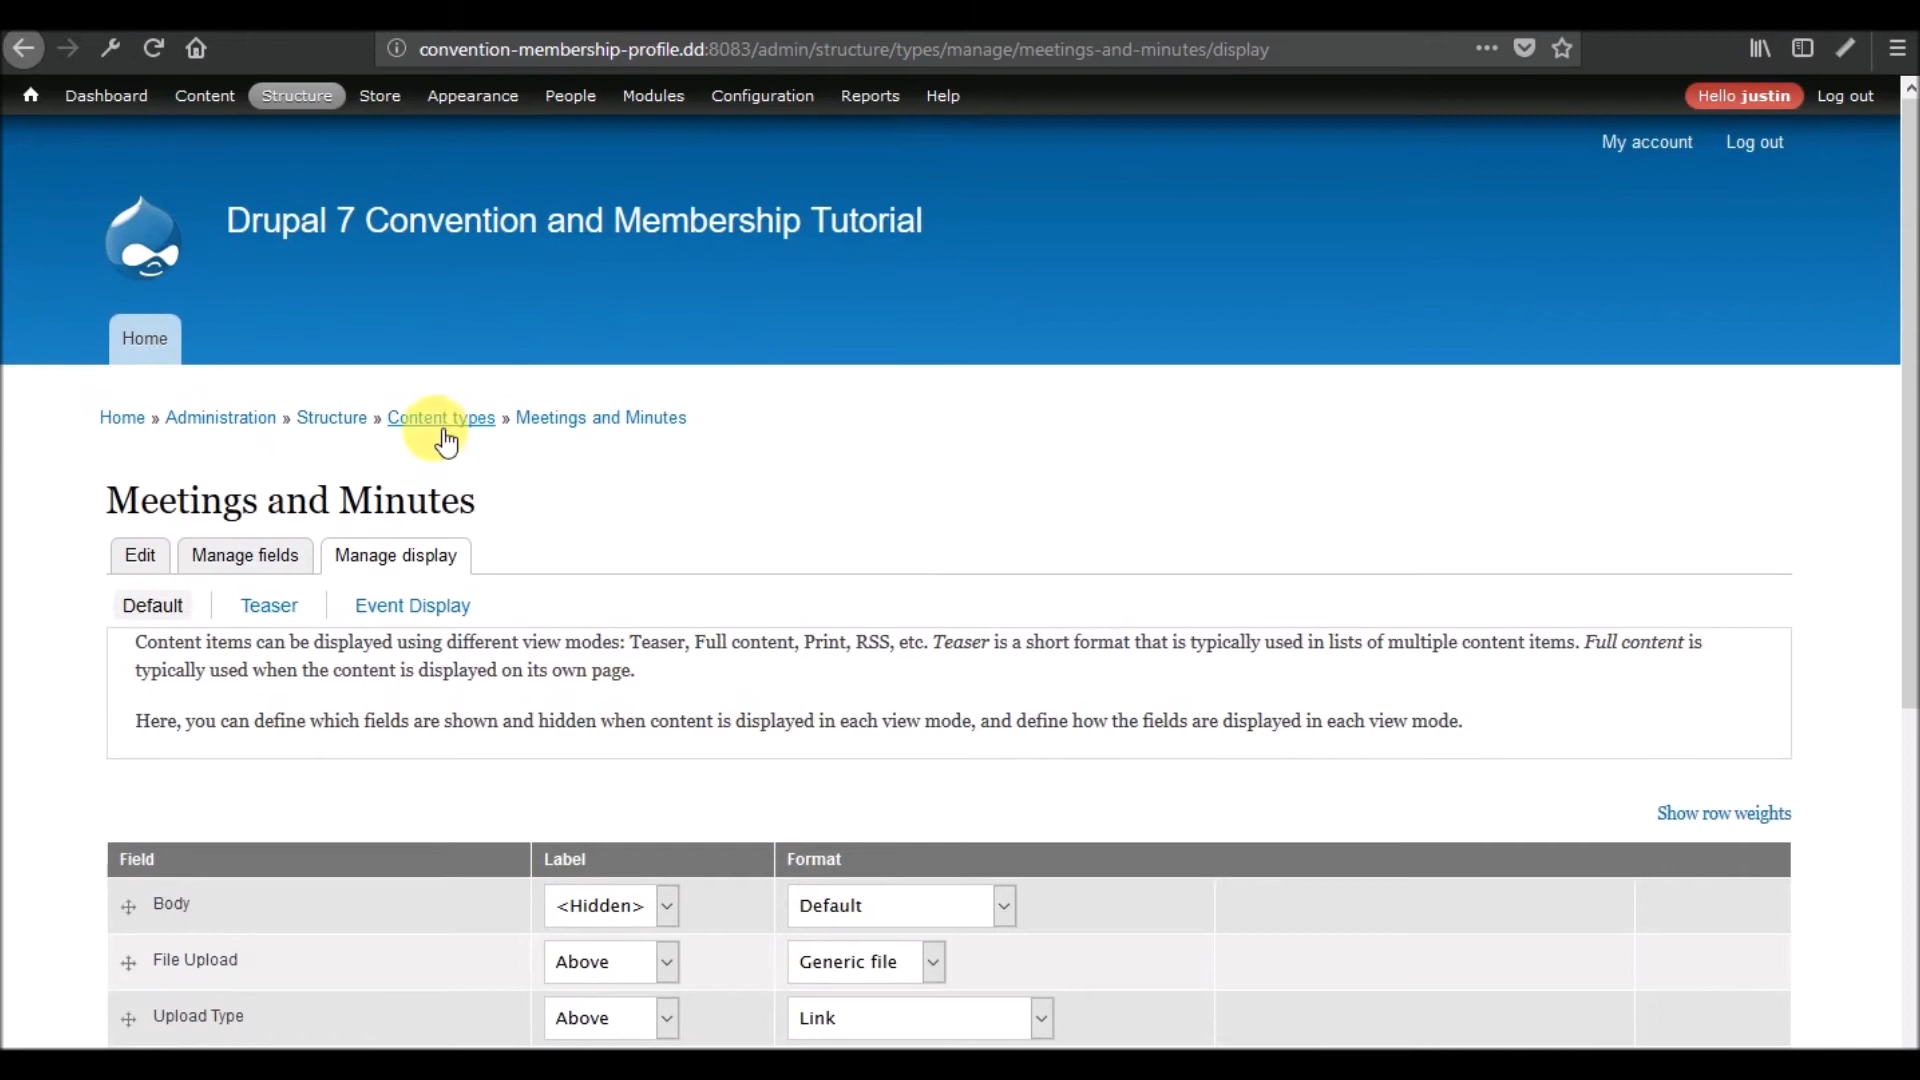 convention-membership-profile.dd:8083/admin/structure/types/manage/meetings-and-minutes/display
Dashboard Content Structure Store Appearance People Modules Configuration Reports Help Hello justin Log out
My account Log out
Drupal 7 Convention and Membership Tutorial
Home
Home » Administration » Structure » Content types » Meetings and Minutes
Meetings and Minutes
Edit Manage fields Manage display
Default Teaser Event Display
Content items can be displayed using different view modes: Teaser, Full content, Print, RSS, etc. Teaser is a short format that is typically used in lists of multiple content items. Full content is
typically used when the content is displayed on its own page.
Here, you can define which fields are shown and hidden when content is displayed in each view mode, and define how the fields are displayed in each view mode.
Show row weights
Field Label Format
Body <Hidden> Default
File Upload Above Generic file
Upload Type Above Link